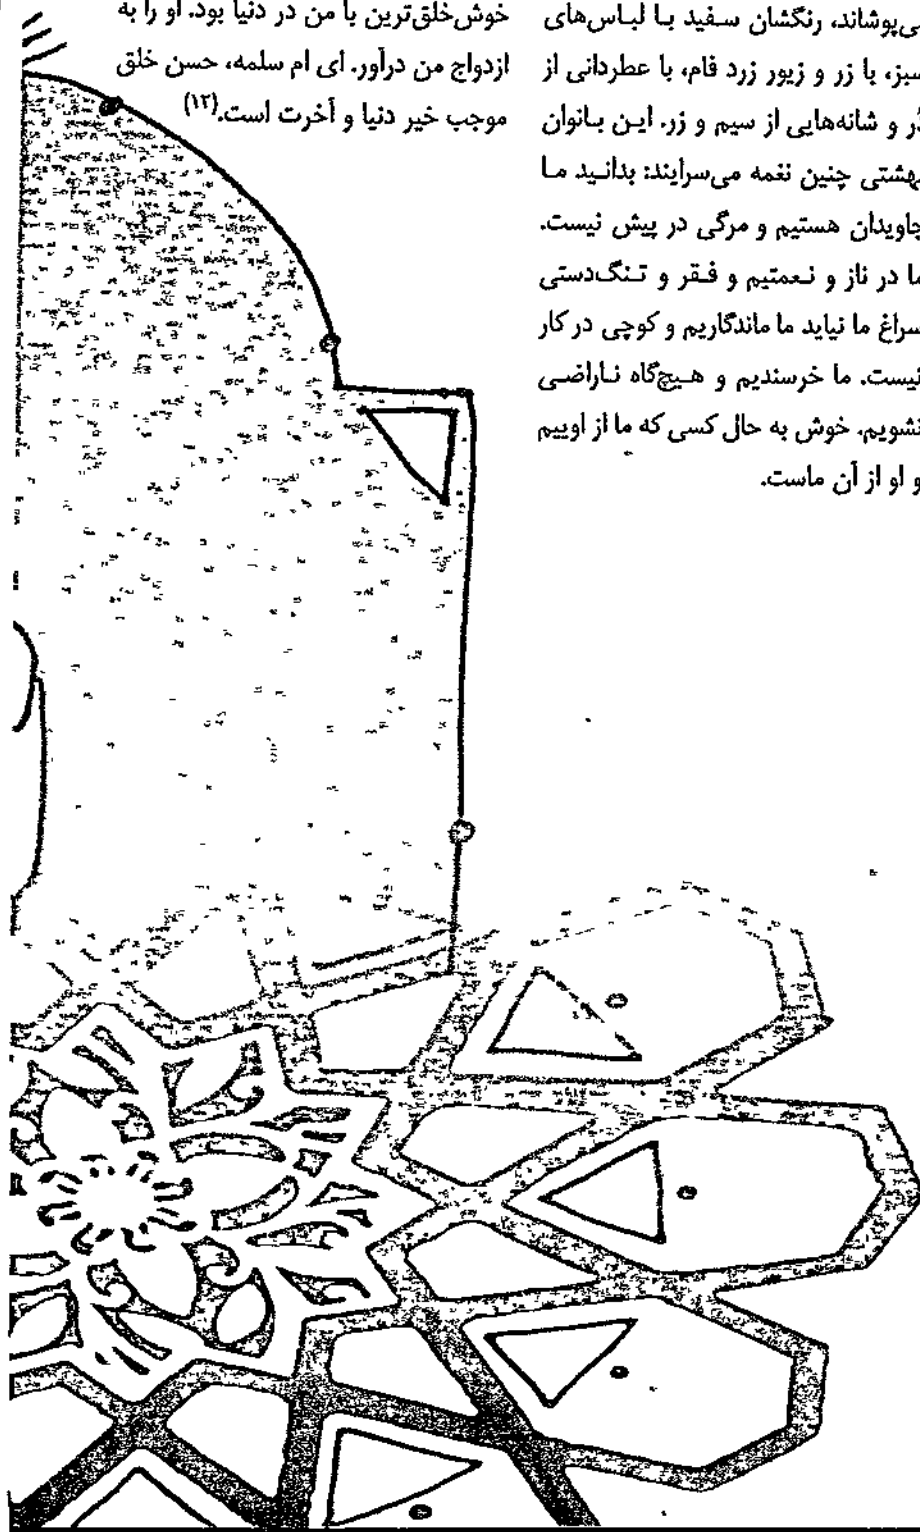 می‌پوشاند، رنگشان سفید با لباس‌های
سبز، با زر و زیور زرد فام، با عطردانی از
دُر و شانه‌هایی از سیم و زر. این بانوان
بهشتی چنین نغمه می‌سرایند: بدانید ما
جاویدان هستیم و مرگی در پیش نیست.
ما در ناز و نعمتیم و فقر و تنگ‌دستی
سراغ ما نیاید ما ماندگاریم و کوچی در کار
نیست. ما خرسندیم و هیچ‌گاه ناراضی
نشویم. خوش به حال کسی که ما از اوییم
و او از آن ماست.
خوش‌خلق‌ترین با من در دنیا بود. او را به
ازدواج من درآور. ای ام سلمه، حسن خلق
موجب خیر دنیا و آخرت است.(۱۲)